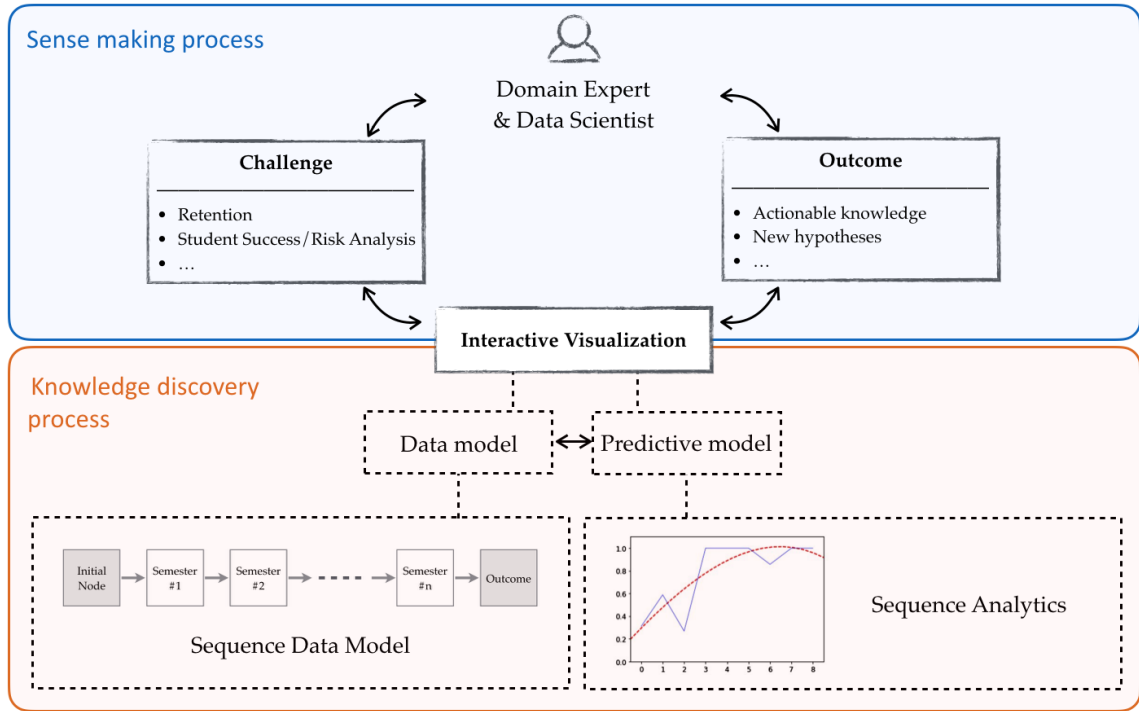 Sense making process
Domain Expert
& Data Scientist
Challenge
• Retention
• Student Success/Risk Analysis
• …
Outcome
• Actionable knowledge
• New hypotheses
• …
Interactive Visualization
Knowledge discovery
process
Data model
Predictive model
Initial
Node
Semester
#1
Semester
#2
Semester
#n
Outcome
Sequence Data Model
1.0
0.8
0.6
0.4
0.2
0.0
0 1 2 3 4 5 6 7 8
Sequence Analytics